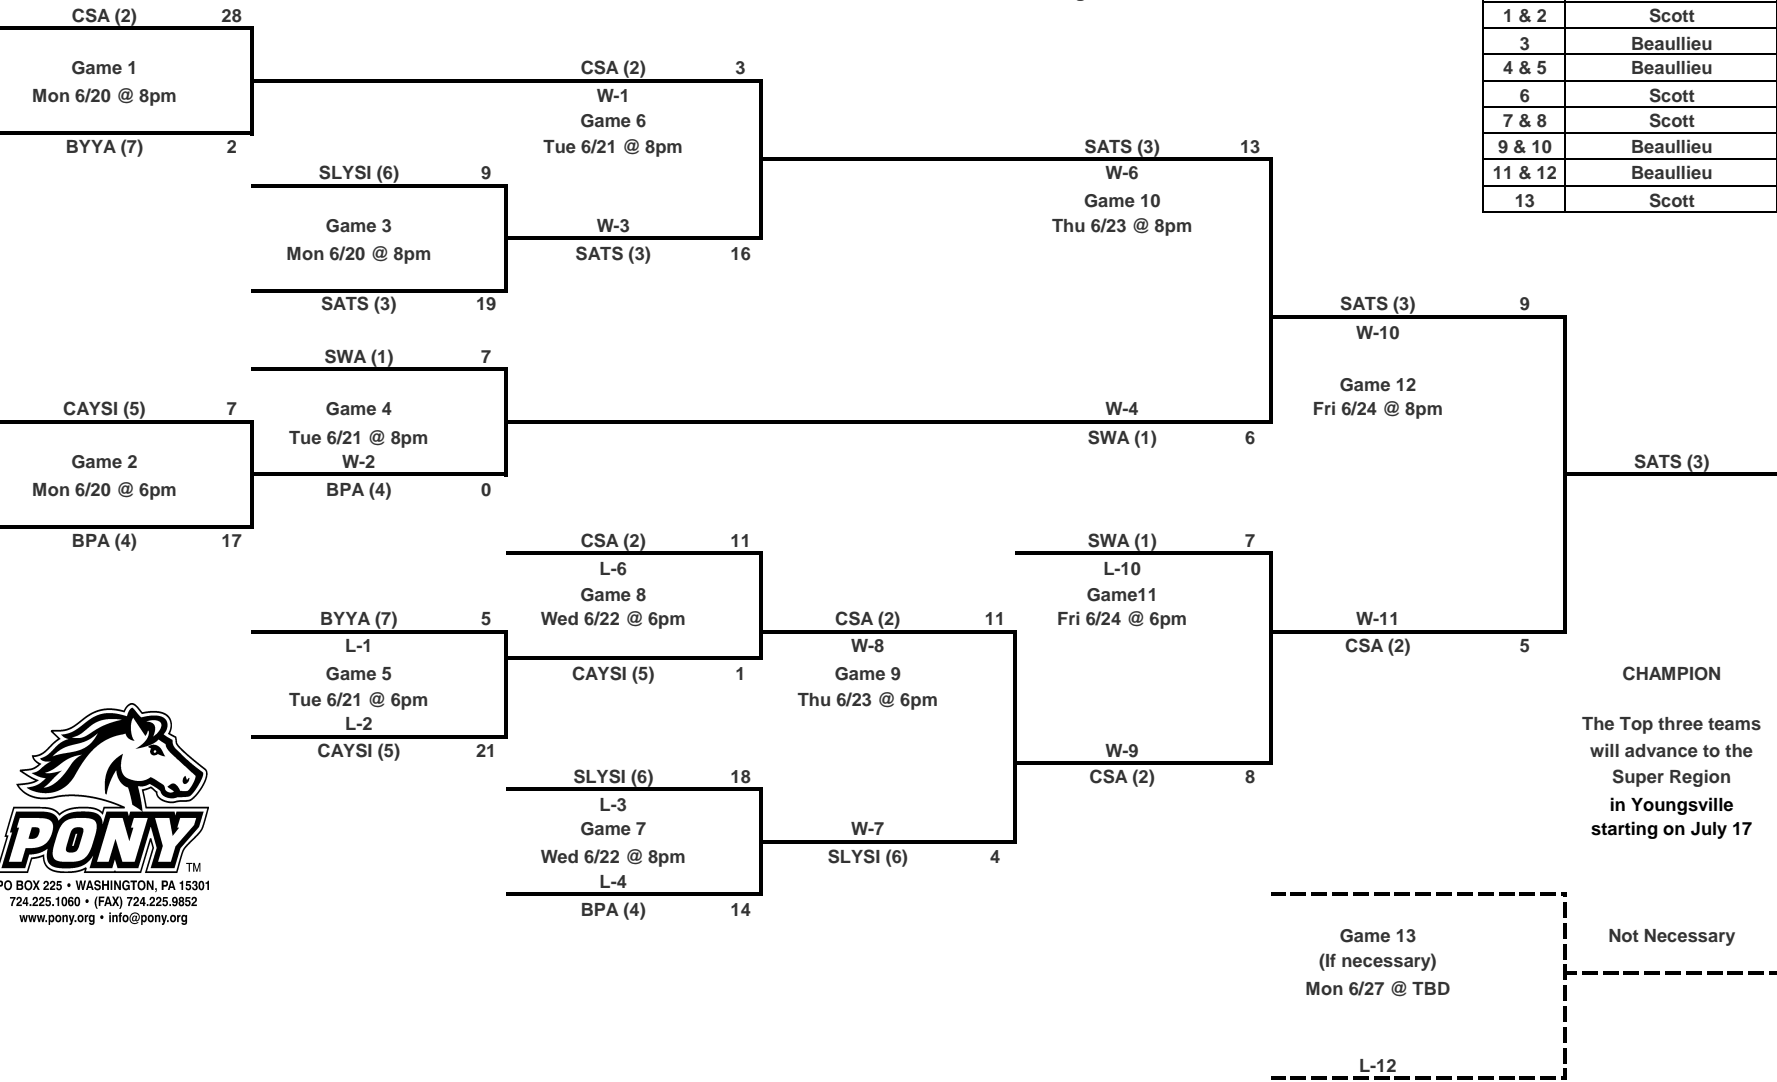 CSA (2) 28
Game 1
Mon 6/20 @ 8pm
BYYA (7) 2
SLYSI (6) 9
Game 3
Mon 6/20 @ 8pm
SATS (3) 19
SWA (1) 7
Game 4
Tue 6/21 @ 8pm
W-2
BPA (4) 0
CAYSI (5) 7
Game 2
Mon 6/20 @ 6pm
BPA (4) 17
BYYA (7) 5
L-1
Game 5
Tue 6/21 @ 6pm
L-2
CAYSI (5) 21
CSA (2) 3
W-1
Game 6
Tue 6/21 @ 8pm
W-3
SATS (3) 16
CSA (2) 11
L-6
Game 8
Wed 6/22 @ 6pm
CAYSI (5) 1
SLYSI (6) 18
L-3
Game 7
Wed 6/22 @ 8pm
L-4
BPA (4) 14
CSA (2) 11
W-8
Game 9
Thu 6/23 @ 6pm
W-7
SLYSI (6) 4
SATS (3) 13
W-6
Game 10
Thu 6/23 @ 8pm
W-4
SWA (1) 6
SWA (1) 7
L-10
Game11
Fri 6/24 @ 6pm
W-9
CSA (2) 8
SATS (3) 9
W-10
Game 12
Fri 6/24 @ 8pm
W-11
CSA (2) 5
Game 13
(If necessary)
Mon 6/27 @ TBD
L-12
1 & 2 Scott
3 Beaullieu
4 & 5 Beaullieu
6 Scott
7 & 8 Scott
9 & 10 Beaullieu
11 & 12 Beaullieu
13 Scott
SATS (3)
CHAMPION
The Top three teams
will advance to the
Super Region
in Youngsville
starting on July 17
Not Necessary
PONY TM
PO BOX 225 • WASHINGTON, PA 15301
724.225.1060 • (FAX) 724.225.9852
www.pony.org • info@pony.org